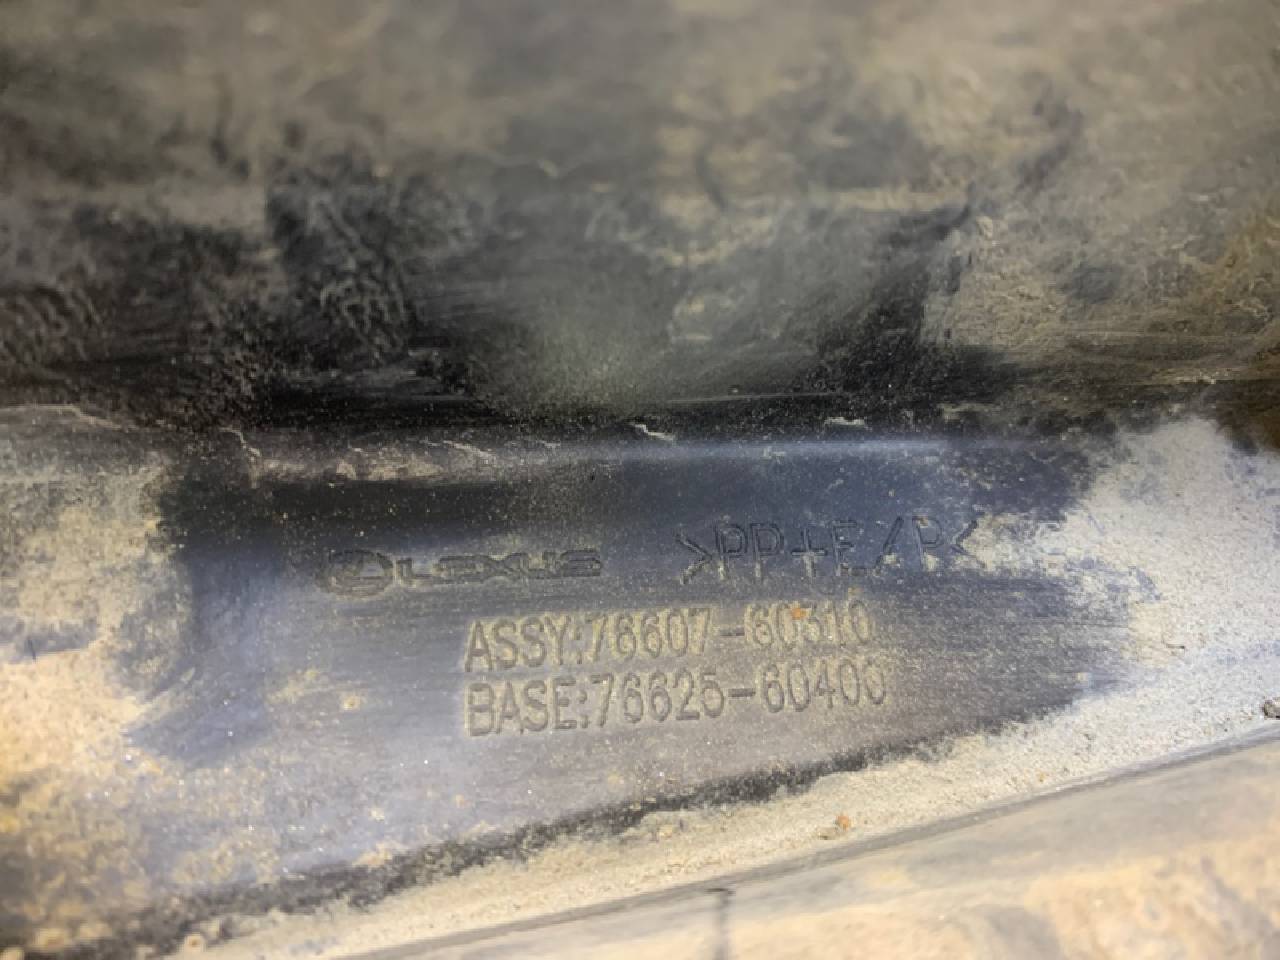 LEXUS >PP+E/P<
ASSY:76607-60310
BASE:76625-60400